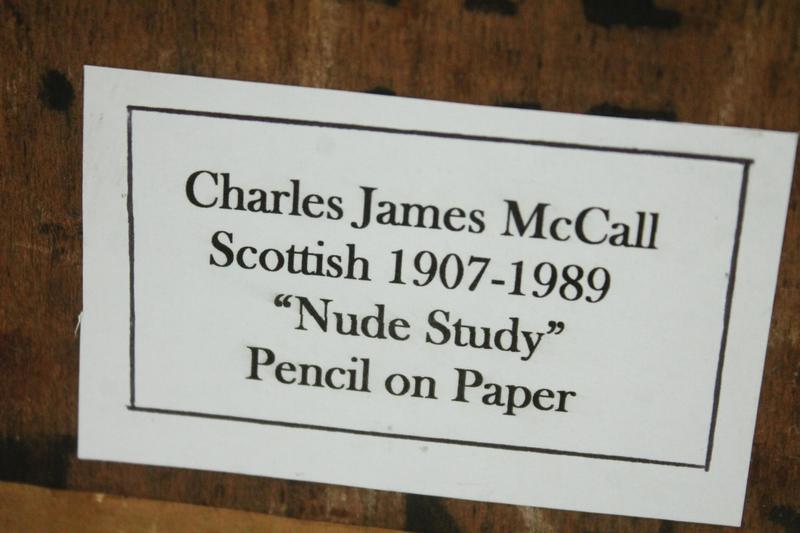 Charles James McCall
Scottish 1907-1989
“Nude Study”
Pencil on Paper